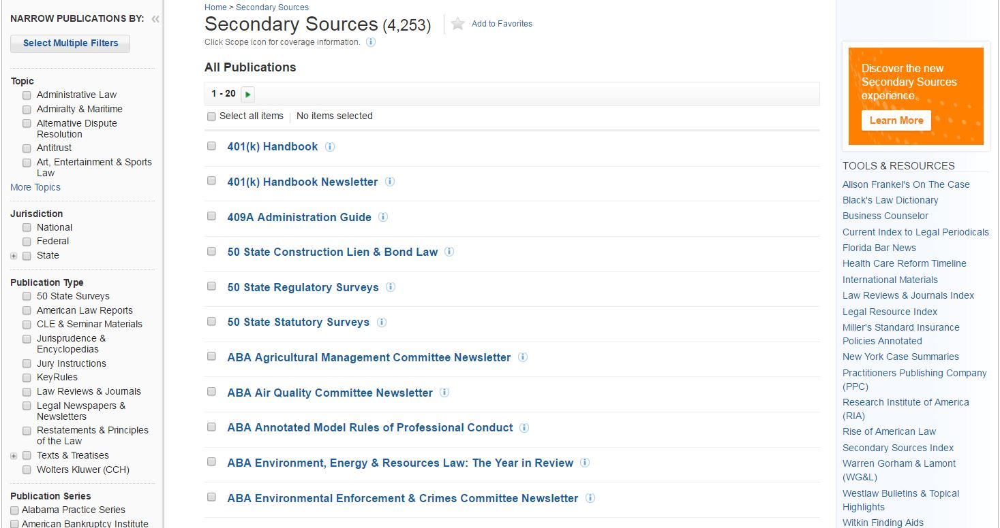 NARROW PUBLICATIONS BY: «
Select Multiple Filters
Topic
Administrative Law
Admiralty & Maritime
Alternative Dispute
Resolution
Antitrust
Art, Entertainment & Sports
Law
More Topics
Jurisdiction
National
Federal
State
Publication Type
50 State Surveys
American Law Reports
CLE & Seminar Materials
Jurisprudence &
Encyclopedias
Jury Instructions
KeyRules
Law Reviews & Journals
Legal Newspapers &
Newsletters
Restatements & Principles
of the Law
Texts & Treatises
Wolters Kluwer (CCH)
Publication Series
Alabama Practice Series
American Bankruptcy Institute
Home > Secondary Sources
Secondary Sources (4,253)
Add to Favorites
Click Scope icon for coverage information.
All Publications
1 - 20
Select all items
No items selected
401(k) Handbook
401(k) Handbook Newsletter
409A Administration Guide
50 State Construction Lien & Bond Law
50 State Regulatory Surveys
50 State Statutory Surveys
ABA Agricultural Management Committee Newsletter
ABA Air Quality Committee Newsletter
ABA Annotated Model Rules of Professional Conduct
ABA Environment, Energy & Resources Law: The Year in Review
ABA Environmental Enforcement & Crimes Committee Newsletter
Discover the new
Secondary Sources
experience.
Learn More
TOOLS & RESOURCES
Alison Frankel's On The Case
Black's Law Dictionary
Business Counselor
Current Index to Legal Periodicals
Florida Bar News
Health Care Reform Timeline
International Materials
Law Reviews & Journals Index
Legal Resource Index
Miller's Standard Insurance
Policies Annotated
New York Case Summaries
Practitioners Publishing Company
(PPC)
Research Institute of America
(RIA)
Rise of American Law
Secondary Sources Index
Warren Gorham & Lamont
(WG&L)
Westlaw Bulletins & Topical
Highlights
Witkin Finding Aids